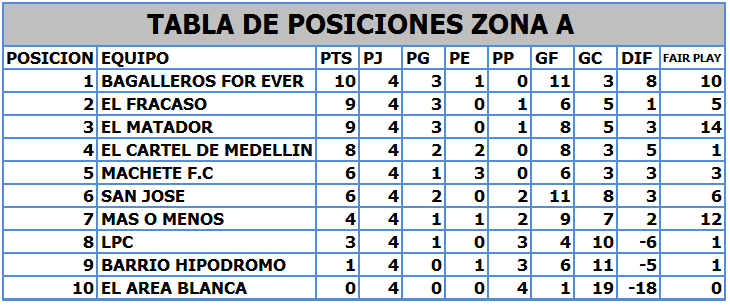 TABLA DE POSICIONES ZONA A
POSICION EQUIPO PTS PJ PG PE PP GF GC DIF FAIR PLAY
1 BAGALLEROS FOR EVER 10 4 3 1 0 11 3 8 10
2 EL FRACASO 9 4 3 0 1 6 5 1 5
3 EL MATADOR 9 4 3 0 1 8 5 3 14
4 EL CARTEL DE MEDELLIN 8 4 2 2 0 8 3 5 1
5 MACHETE F.C 6 4 1 3 0 6 3 3 3
6 SAN JOSE 6 4 2 0 2 11 8 3 6
7 MAS O MENOS 4 4 1 1 2 9 7 2 12
8 LPC 3 4 1 0 3 4 10 -6 1
9 BARRIO HIPODROMO 1 4 0 1 3 6 11 -5 1
10 EL AREA BLANCA 0 4 0 0 4 1 19 -18 0